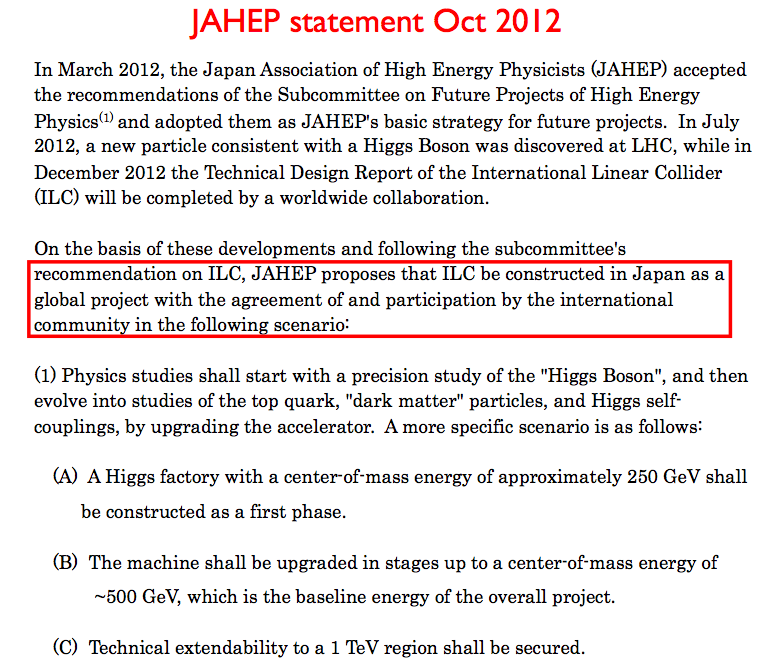 JAHEP statement Oct 2012
In March 2012, the Japan Association of High Energy Physicists (JAHEP) accepted
the recommendations of the Subcommittee on Future Projects of High Energy
Physics(1) and adopted them as JAHEP's basic strategy for future projects.  In July
2012, a new particle consistent with a Higgs Boson was discovered at LHC, while in
December 2012 the Technical Design Report of the International Linear Collider
(ILC) will be completed by a worldwide collaboration.
On the basis of these developments and following the subcommittee's
recommendation on ILC, JAHEP proposes that ILC be constructed in Japan as a
global project with the agreement of and participation by the international
community in the following scenario:
(1) Physics studies shall start with a precision study of the "Higgs Boson", and then
evolve into studies of the top quark, "dark matter" particles, and Higgs self-
couplings, by upgrading the accelerator.  A more specific scenario is as follows:
(A)  A Higgs factory with a center-of-mass energy of approximately 250 GeV shall
be constructed as a first phase.
(B)  The machine shall be upgraded in stages up to a center-of-mass energy of
~500 GeV, which is the baseline energy of the overall project.
(C)  Technical extendability to a 1 TeV region shall be secured.